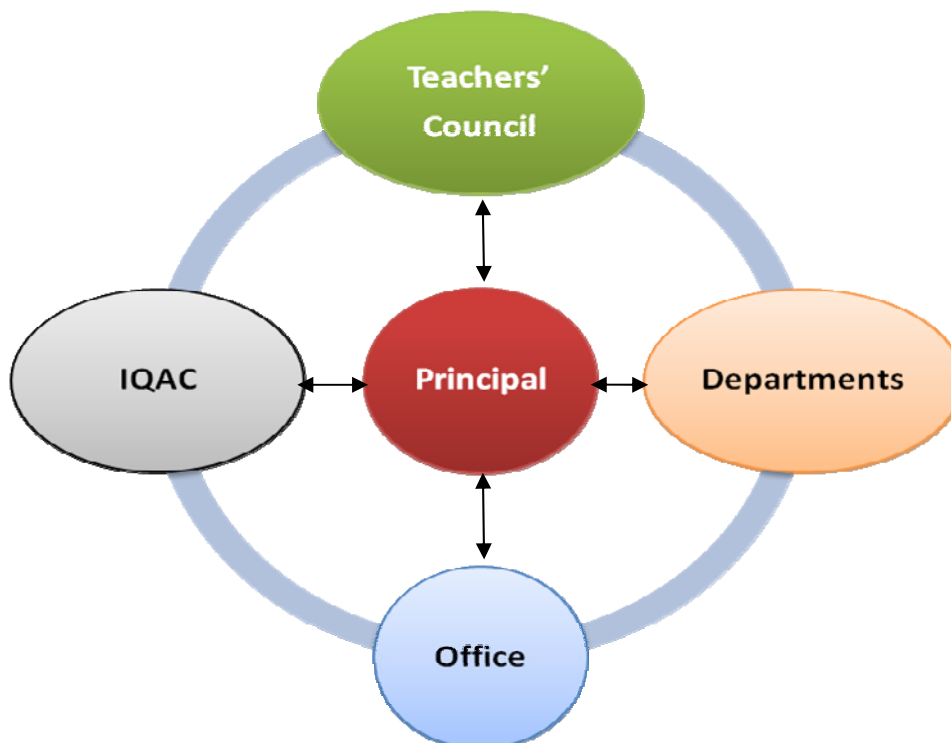 Teachers’
Council
IQAC
Principal
Departments
Office